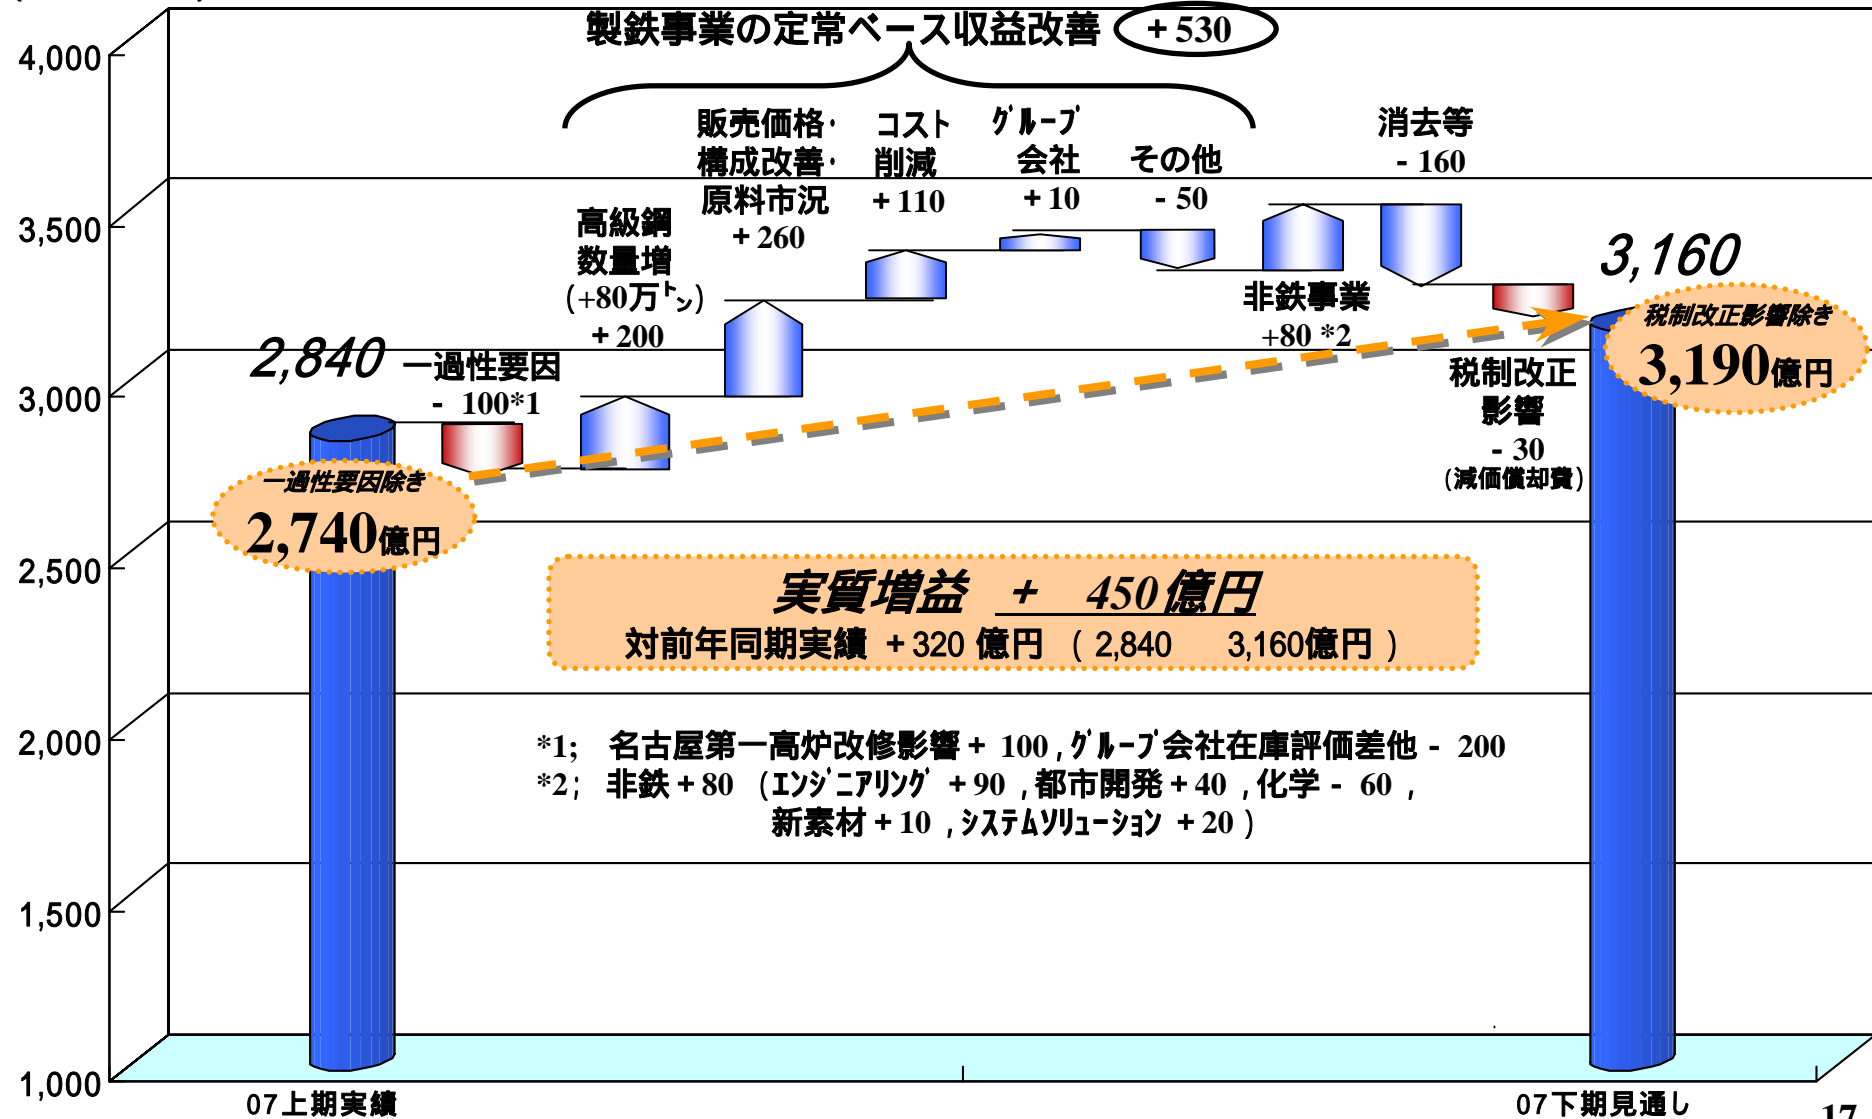 製鉄事業の定常ベース収益改善 +530
4,000
3,500
3,000
2,500
2,000
1,500
1,000
2,840
一過性要因
- 100*1
一過性要因除き
2,740億円
高級鋼
数量増
(+80万㌧)
+200
販売価格・
構成改善・
原料市況
+260
コスト
削減
+110
ｸﾞﾙｰﾌﾟ
会社
+10
その他
- 50
非鉄事業
+80 *2
消去等
- 160
税制改正
影響
- 30
(減価償却費)
3,160
税制改正影響除き
3,190億円
実質増益 + 450億円
対前年同期実績 +320 億円 ( 2,840 3,160億円 )
*1; 名古屋第一高炉改修影響+ 100 , ｸﾞﾙｰﾌﾟ会社在庫評価差他 - 200
*2; 非鉄+80 (ｴﾝｼﾞﾆｱﾘﾝｸﾞ +90 , 都市開発+40 , 化学 - 60 ,
新素材+10 , ｼｽﾃﾑｿﾘｭｰｼｮﾝ +20 )
07上期実績
07下期見通し
17